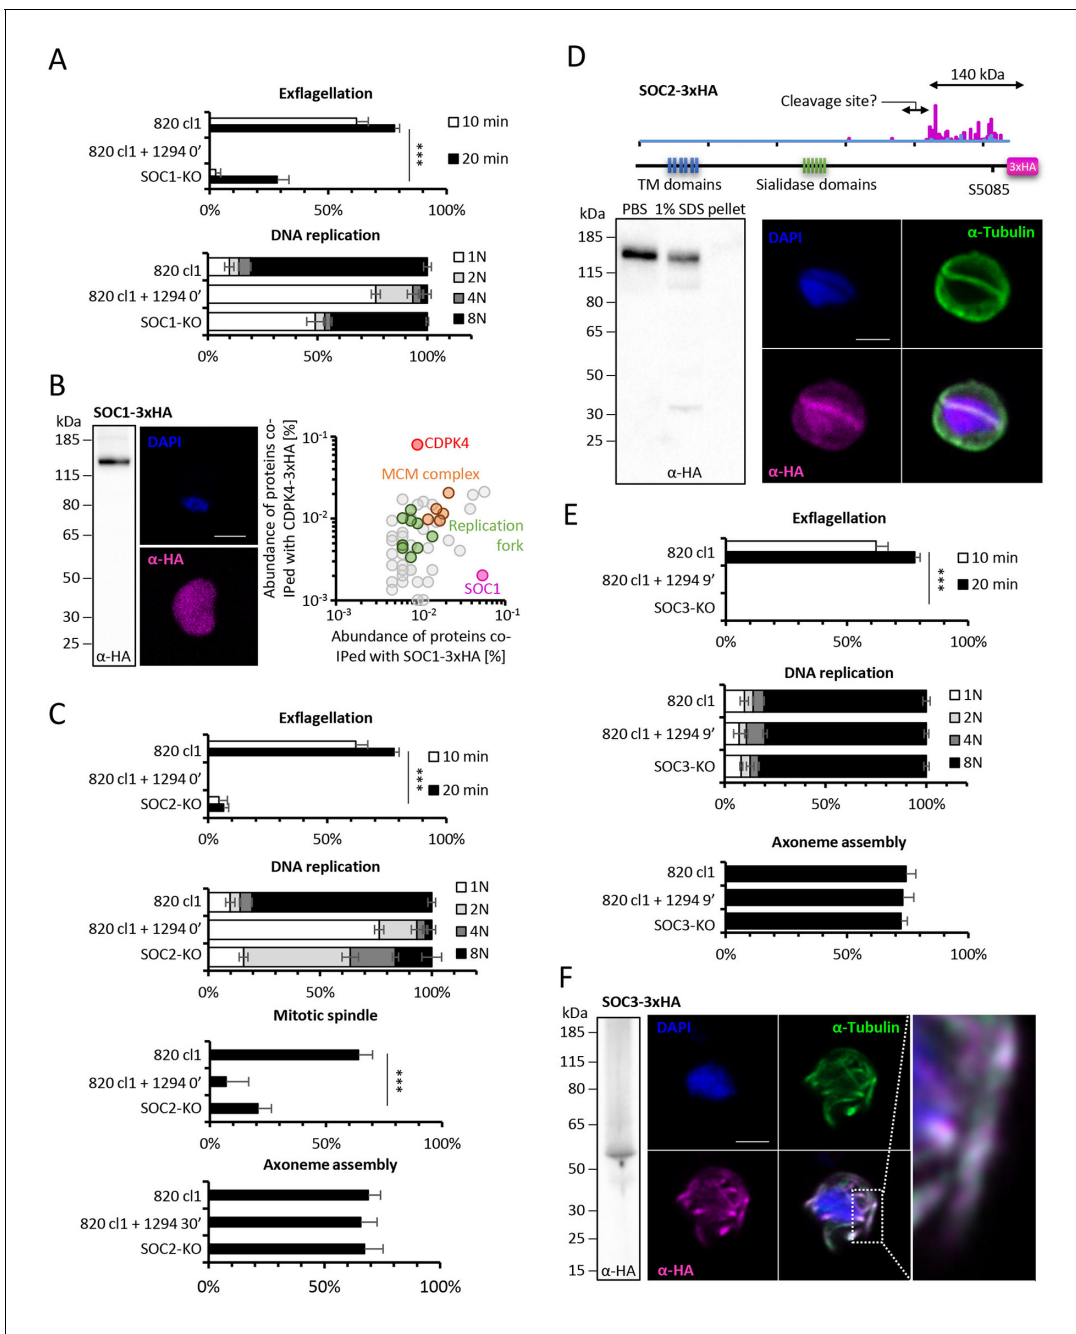 A
Exflagellation
820 cl1
820 cl1 + 1294 0′
SOC1-KO
10 min
20 min
***
0% 50% 100%
DNA replication
820 cl1
820 cl1 + 1294 0′
SOC1-KO
1N
2N
4N
8N
0% 50% 100%
B
SOC1-3xHA
kDa
185
115
80
65
50
30
25
α-HA
DAPI
α-HA
Abundance of proteins co-
IPed with CDPK4-3xHA [%]
10-1
10-2
10-3
CDPK4
MCM complex
Replication
fork
SOC1
10-3 10-2 10-1
Abundance of proteins co-
IPed with SOC1-3xHA [%]
C
Exflagellation
820 cl1
820 cl1 + 1294 0′
SOC2-KO
10 min
20 min
***
0% 50% 100%
DNA replication
820 cl1
820 cl1 + 1294 0′
SOC2-KO
1N
2N
4N
8N
0% 50% 100%
Mitotic spindle
820 cl1
820 cl1 + 1294 0′
SOC2-KO
***
0% 50% 100%
Axoneme assembly
820 cl1
820 cl1 + 1294 30′
SOC2-KO
0% 50% 100%
D
SOC2-3xHA
140 kDa
Cleavage site?
3xHA
TM domains
Sialidase domains
S5085
kDa
PBS 1% SDS pellet
185
115
80
65
50
30
25
α-HA
DAPI
α-Tubulin
α-HA
E
Exflagellation
820 cl1
820 cl1 + 1294 9′
SOC3-KO
10 min
20 min
***
0% 50% 100%
DNA replication
820 cl1
820 cl1 + 1294 9′
SOC3-KO
1N
2N
4N
8N
0% 50% 100%
Axoneme assembly
820 cl1
820 cl1 + 1294 9′
SOC3-KO
0% 50% 100%
F
SOC3-3xHA
kDa
185
115
80
65
50
30
25
15
α-HA
DAPI
α-Tubulin
α-HA